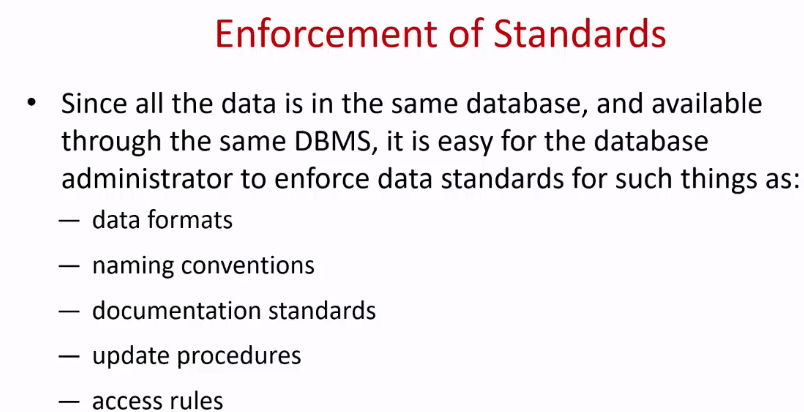 Enforcement of Standards
• Since all the data is in the same database, and available
through the same DBMS, it is easy for the database
administrator to enforce data standards for such things as:
— data formats
— naming conventions
— documentation standards
— update procedures
— access rules